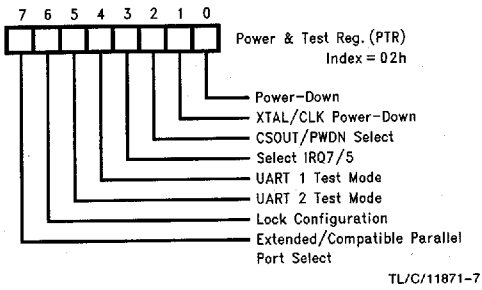 7 6 5 4 3 2 1 0
Power & Test Reg. (PTR)
Index = 02h
Power-Down
XTAL/CLK Power-Down
CSOUT/PWDN Select
Select IRQ7/5
UART 1 Test Mode
UART 2 Test Mode
Lock Configuration
Extended/Compatible Parallel
Port Select
TL/C/11871-7